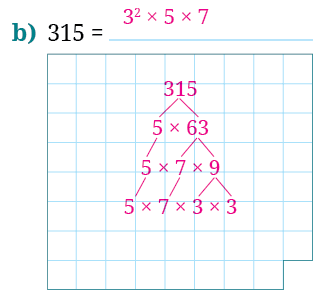 b) 315 = 3² × 5 × 7
315
5 × 63
5 × 7 × 9
5 × 7 × 3 × 3